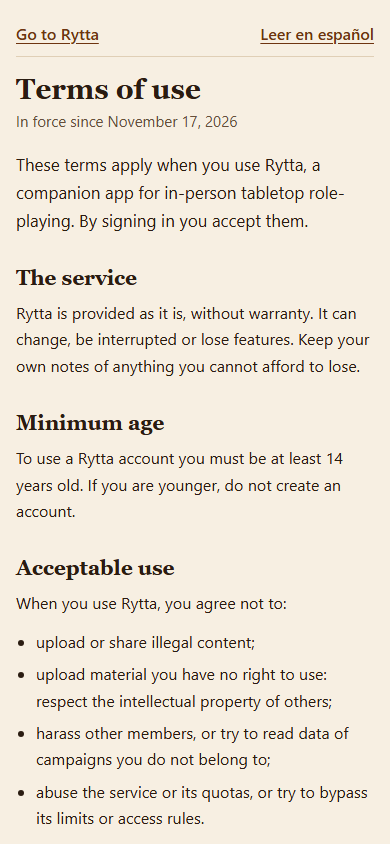 Go to Rytta
Leer en español
Terms of use
In force since November 17, 2026
These terms apply when you use Rytta, a
companion app for in-person tabletop role-
playing. By signing in you accept them.
The service
Rytta is provided as it is, without warranty. It can
change, be interrupted or lose features. Keep your
own notes of anything you cannot afford to lose.
Minimum age
To use a Rytta account you must be at least 14
years old. If you are younger, do not create an
account.
Acceptable use
When you use Rytta, you agree not to:
• upload or share illegal content;
• upload material you have no right to use:
respect the intellectual property of others;
• harass other members, or try to read data of
campaigns you do not belong to;
• abuse the service or its quotas, or try to bypass
its limits or access rules.